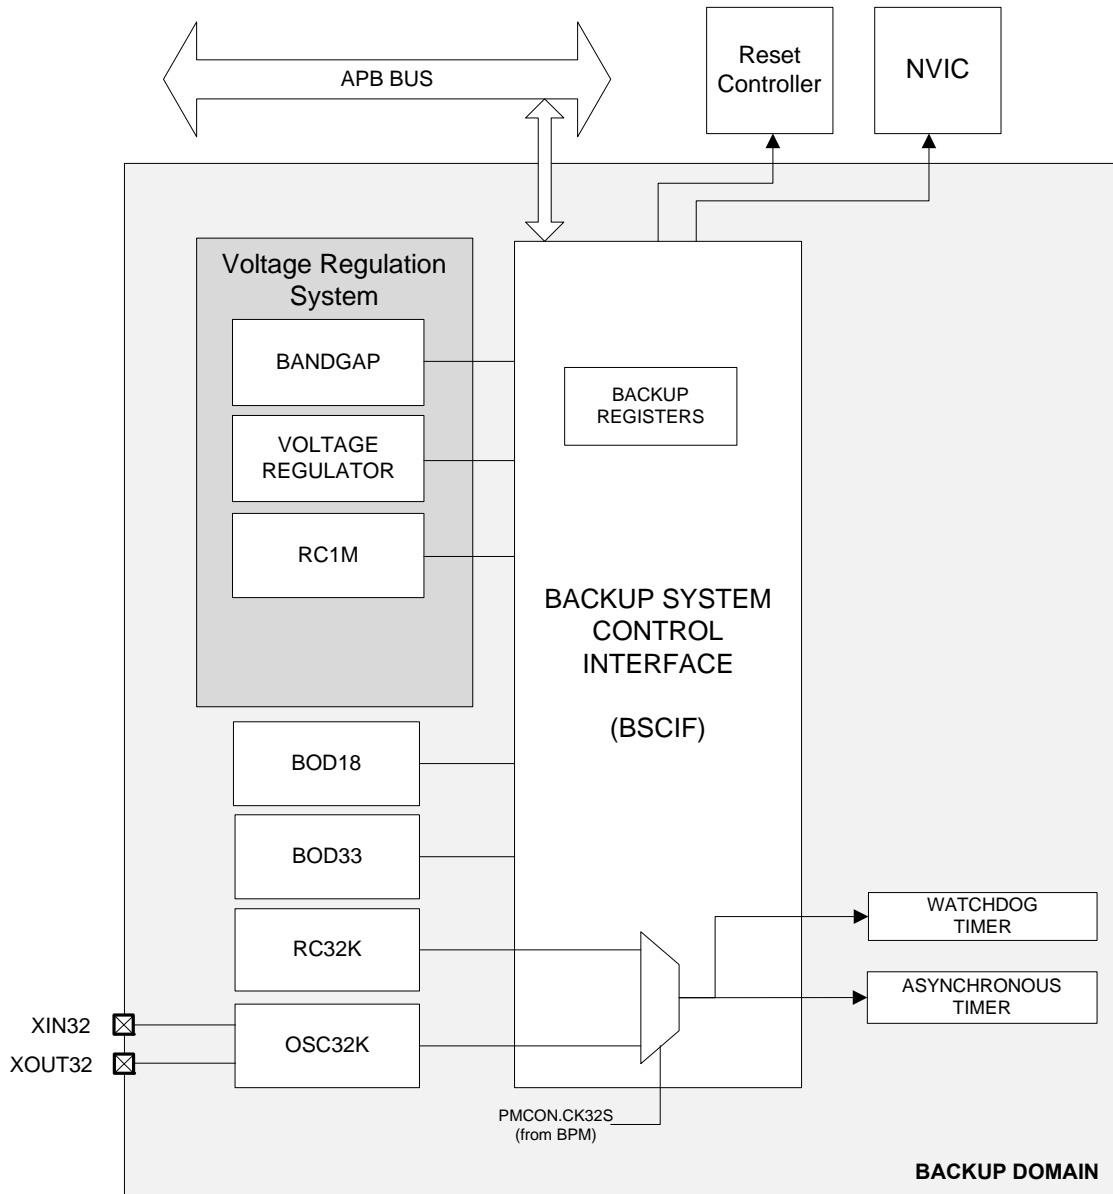 APB BUS
Reset
Controller
NVIC
Voltage Regulation
System
BANDGAP
VOLTAGE
REGULATOR
RC1M
BACKUP
REGISTERS
BACKUP SYSTEM
CONTROL
INTERFACE
(BSCIF)
BOD18
BOD33
RC32K
OSC32K
XIN32
XOUT32
WATCHDOG
TIMER
ASYNCHRONOUS
TIMER
PMCON.CK32S
(from BPM)
BACKUP DOMAIN